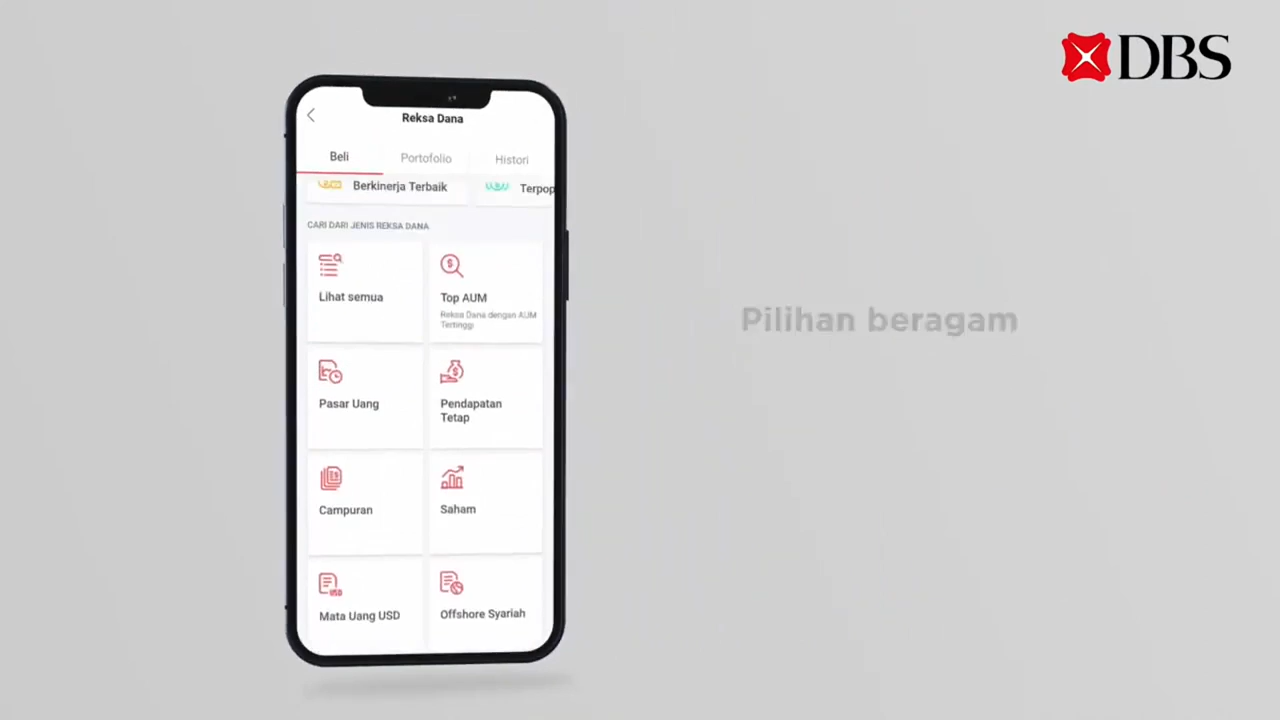 DBS
Reksa Dana
Beli
Portofolio
Histori
Berkinerja Terbaik
Terpop
CARI DARI JENIS REKSA DANA
Lihat semua
Top AUM
Reksa Dana dengan AUM
Tertinggi
Pasar Uang
Pendapatan
Tetap
Campuran
Saham
USD
Mata Uang USD
Offshore Syariah
Pilihan beragam